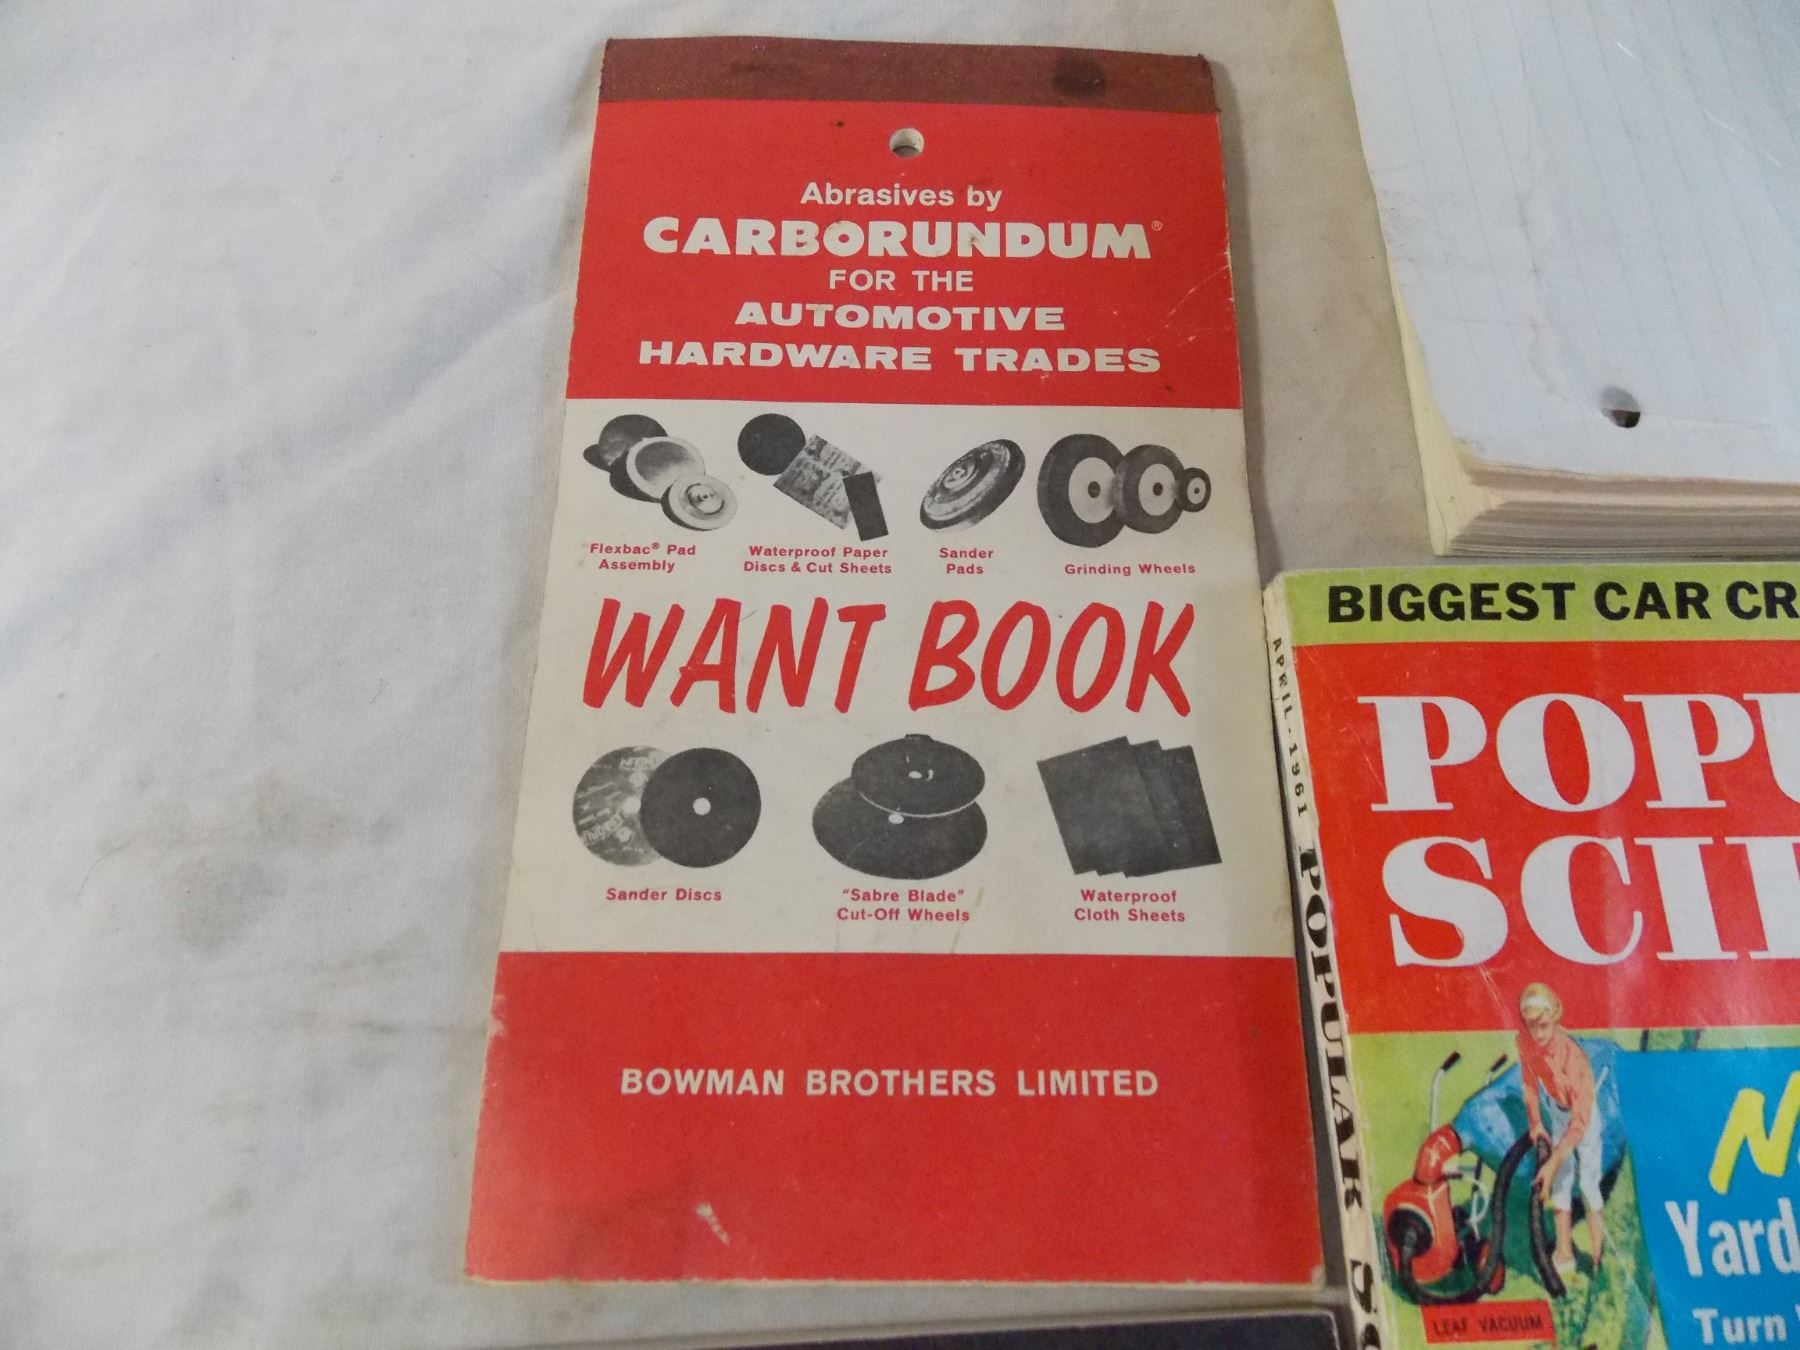 Abrasives by
CARBORUNDUM®
FOR THE
AUTOMOTIVE
HARDWARE TRADES
Flexbac® Pad
Assembly
Waterproof Paper
Discs & Cut Sheets
Sander
Pads
Grinding Wheels
WANT BOOK
Sander Discs
"Sabre Blade"
Cut-Off Wheels
Waterproof
Cloth Sheets
BOWMAN BROTHERS LIMITED
BIGGEST CAR CR
APRIL · 1961 POPULAR SC
POPU
SCI
N
Yard
Turn
LEAF VACUUM